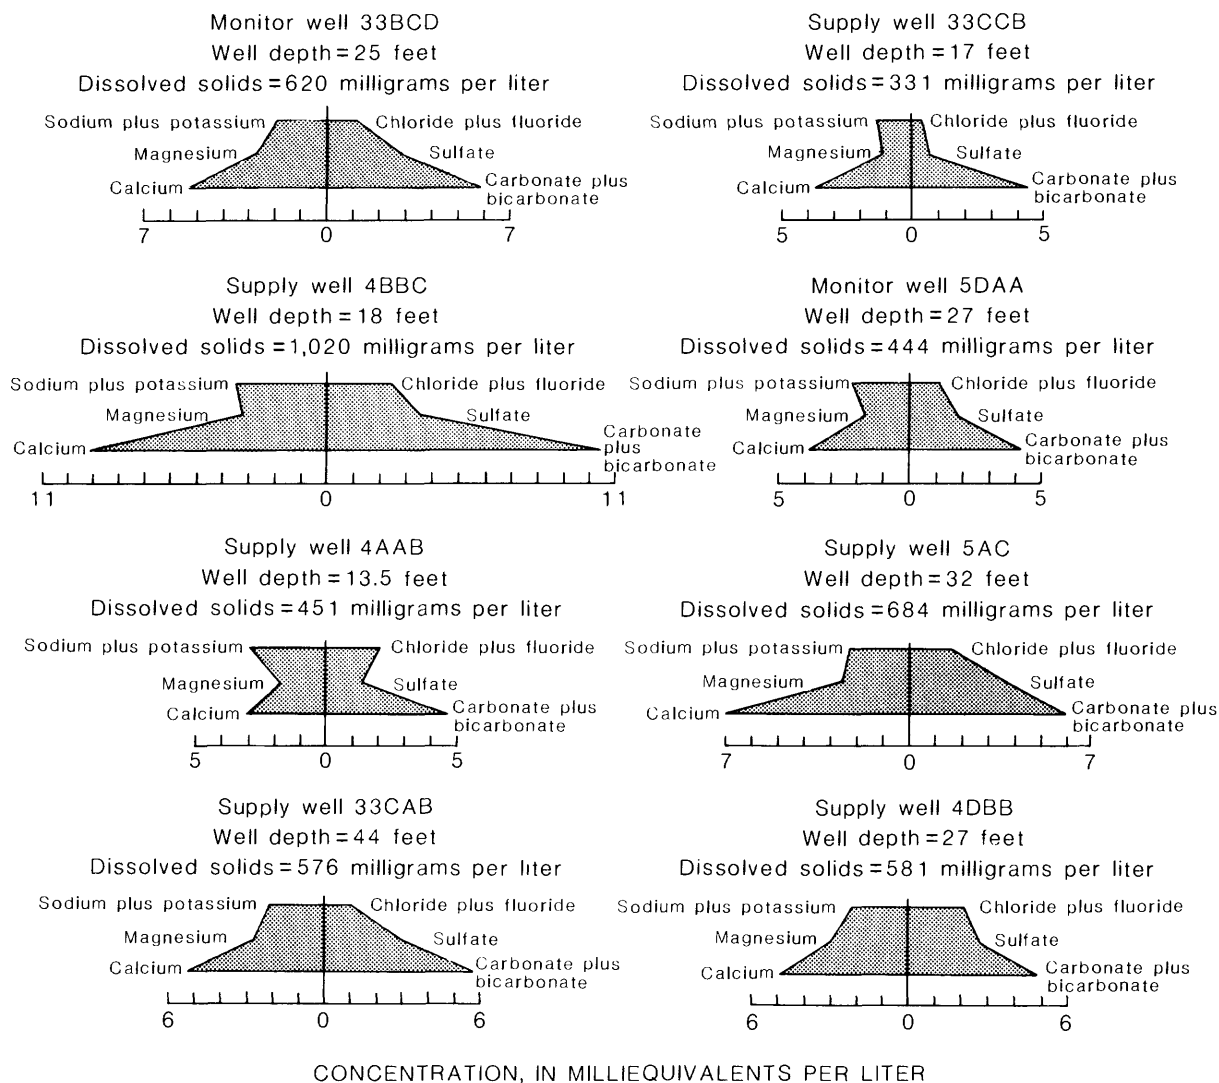 Monitor well 33BCD
Well depth=25 feet
Dissolved solids=620 milligrams per liter
Sodium plus potassium
Chloride plus fluoride
Magnesium
Sulfate
Calcium
Carbonate plus
bicarbonate
7 0 7
Supply well 33CCB
Well depth=17 feet
Dissolved solids=331 milligrams per liter
Sodium plus potassium
Chloride plus fluoride
Magnesium
Sulfate
Calcium
Carbonate plus
bicarbonate
5 0 5
Supply well 4BBC
Well depth=18 feet
Dissolved solids=1,020 milligrams per liter
Sodium plus potassium
Chloride plus fluoride
Magnesium
Sulfate
Calcium
Carbonate
plus
bicarbonate
11 0 11
Monitor well 5DAA
Well depth=27 feet
Dissolved solids=444 milligrams per liter
Sodium plus potassium
Chloride plus fluoride
Magnesium
Sulfate
Calcium
Carbonate plus
bicarbonate
5 0 5
Supply well 4AAB
Well depth=13.5 feet
Dissolved solids=451 milligrams per liter
Sodium plus potassium
Chloride plus fluoride
Magnesium
Sulfate
Calcium
Carbonate plus
bicarbonate
5 0 5
Supply well 5AC
Well depth=32 feet
Dissolved solids=684 milligrams per liter
Sodium plus potassium
Chloride plus fluoride
Magnesium
Sulfate
Calcium
Carbonate plus
bicarbonate
7 0 7
Supply well 33CAB
Well depth=44 feet
Dissolved solids=576 milligrams per liter
Sodium plus potassium
Chloride plus fluoride
Magnesium
Sulfate
Calcium
Carbonate plus
bicarbonate
6 0 6
Supply well 4DBB
Well depth=27 feet
Dissolved solids=581 milligrams per liter
Sodium plus potassium
Chloride plus fluoride
Magnesium
Sulfate
Calcium
Carbonate plus
bicarbonate
6 0 6
CONCENTRATION, IN MILLIEQUIVALENTS PER LITER